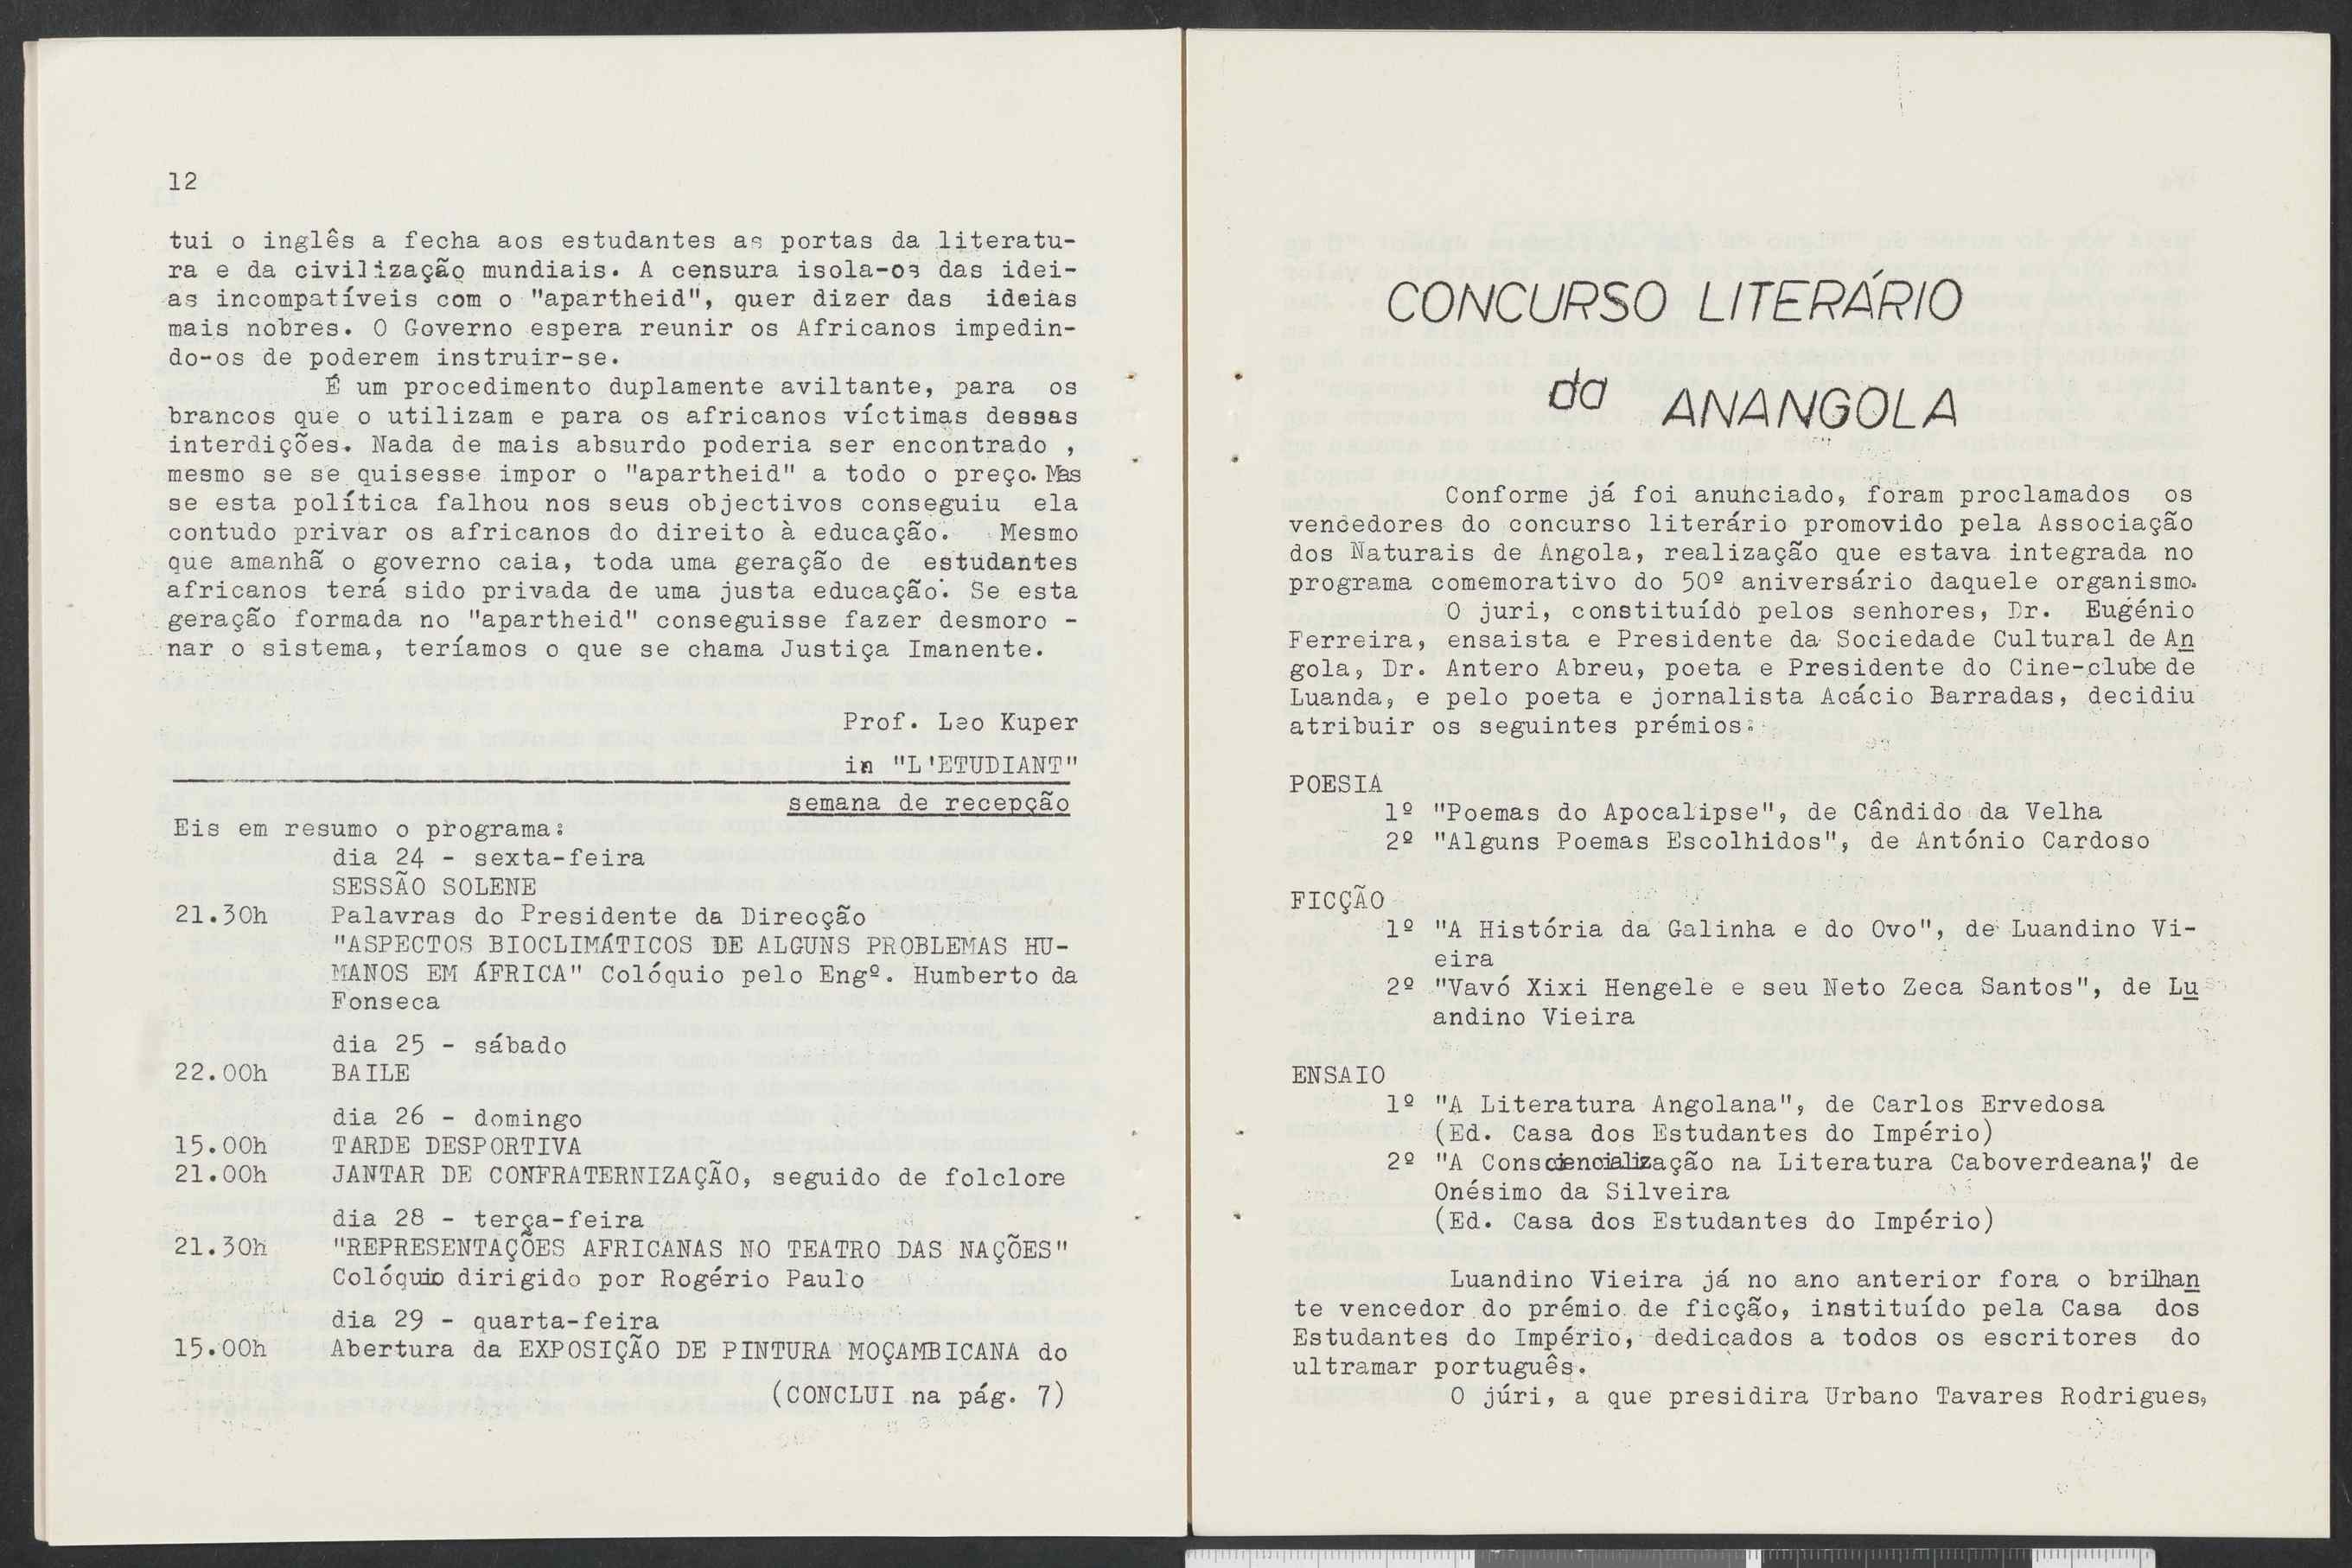 12
tui o inglês a fecha aos estudantes as portas da literatu-
ra e da civilização mundiais. A censura isola-os das idei-
as incompatíveis com o "apartheid", quer dizer das ideias
mais nobres. O Governo espera reunir os Africanos impedin-
do-os de poderem instruir-se.
É um procedimento duplamente aviltante, para os
brancos que o utilizam e para os africanos víctimas dessas
interdições. Nada de mais absurdo poderia ser encontrado ,
mesmo se se quisesse impor o "apartheid" a todo o preço. Mas
se esta política falhou nos seus objectivos conseguiu ela
contudo privar os africanos do direito à educação. Mesmo
que amanhã o governo caia, toda uma geração de estudantes
africanos terá sido privada de uma justa educação. Se esta
geração formada no "apartheid" conseguisse fazer desmoro -
nar o sistema, teríamos o que se chama Justiça Imanente.
Prof. Leo Kuper
in "L'ETUDIANT"
semana de recepção
Eis em resumo o programa:
dia 24 - sexta-feira
SESSÃO SOLENE
21.30h Palavras do Presidente da Direcção
"ASPECTOS BIOCLIMÁTICOS DE ALGUNS PROBLEMAS HU-
MANOS EM ÁFRICA" Colóquio pelo Engº. Humberto da
Fonseca
dia 25 - sábado
22.00h BAILE
dia 26 - domingo
15.00h TARDE DESPORTIVA
21.00h JANTAR DE CONFRATERNIZAÇÃO, seguido de folclore
dia 28 - terça-feira
21.30h "REPRESENTAÇÕES AFRICANAS NO TEATRO DAS NAÇÕES"
Colóquio dirigido por Rogério Paulo
dia 29 - quarta-feira
15.00h Abertura da EXPOSIÇÃO DE PINTURA MOÇAMBICANA do
(CONCLUI na pág. 7)
CONCURSO LITERÁRIO
da ANANGOLA
Conforme já foi anunciado, foram proclamados os
vencedores do concurso literário promovido pela Associação
dos Naturais de Angola, realização que estava integrada no
programa comemorativo do 50º aniversário daquele organismo.
O juri, constituído pelos senhores, Dr. Eugénio
Ferreira, ensaista e Presidente da Sociedade Cultural de An
gola, Dr. Antero Abreu, poeta e Presidente do Cine-clube de
Luanda, e pelo poeta e jornalista Acácio Barradas, decidiu
atribuir os seguintes prémios:
POESIA
1º "Poemas do Apocalipse", de Cândido da Velha
2º "Alguns Poemas Escolhidos", de António Cardoso
FICÇÃO
1º "A História da Galinha e do Ovo", de Luandino Vi-
eira
2º "Vavó Xixi Hengele e seu Neto Zeca Santos", de Lu
andino Vieira
ENSAIO
1º "A Literatura Angolana", de Carlos Ervedosa
(Ed. Casa dos Estudantes do Império)
2º "A Consciencialização na Literatura Caboverdeana", de
Onésimo da Silveira
(Ed. Casa dos Estudantes do Império)
Luandino Vieira já no ano anterior fora o brilhan
te vencedor do prémio de ficção, instituído pela Casa dos
Estudantes do Império, dedicados a todos os escritores do
ultramar português.
O júri, a que presidira Urbano Tavares Rodrigues,